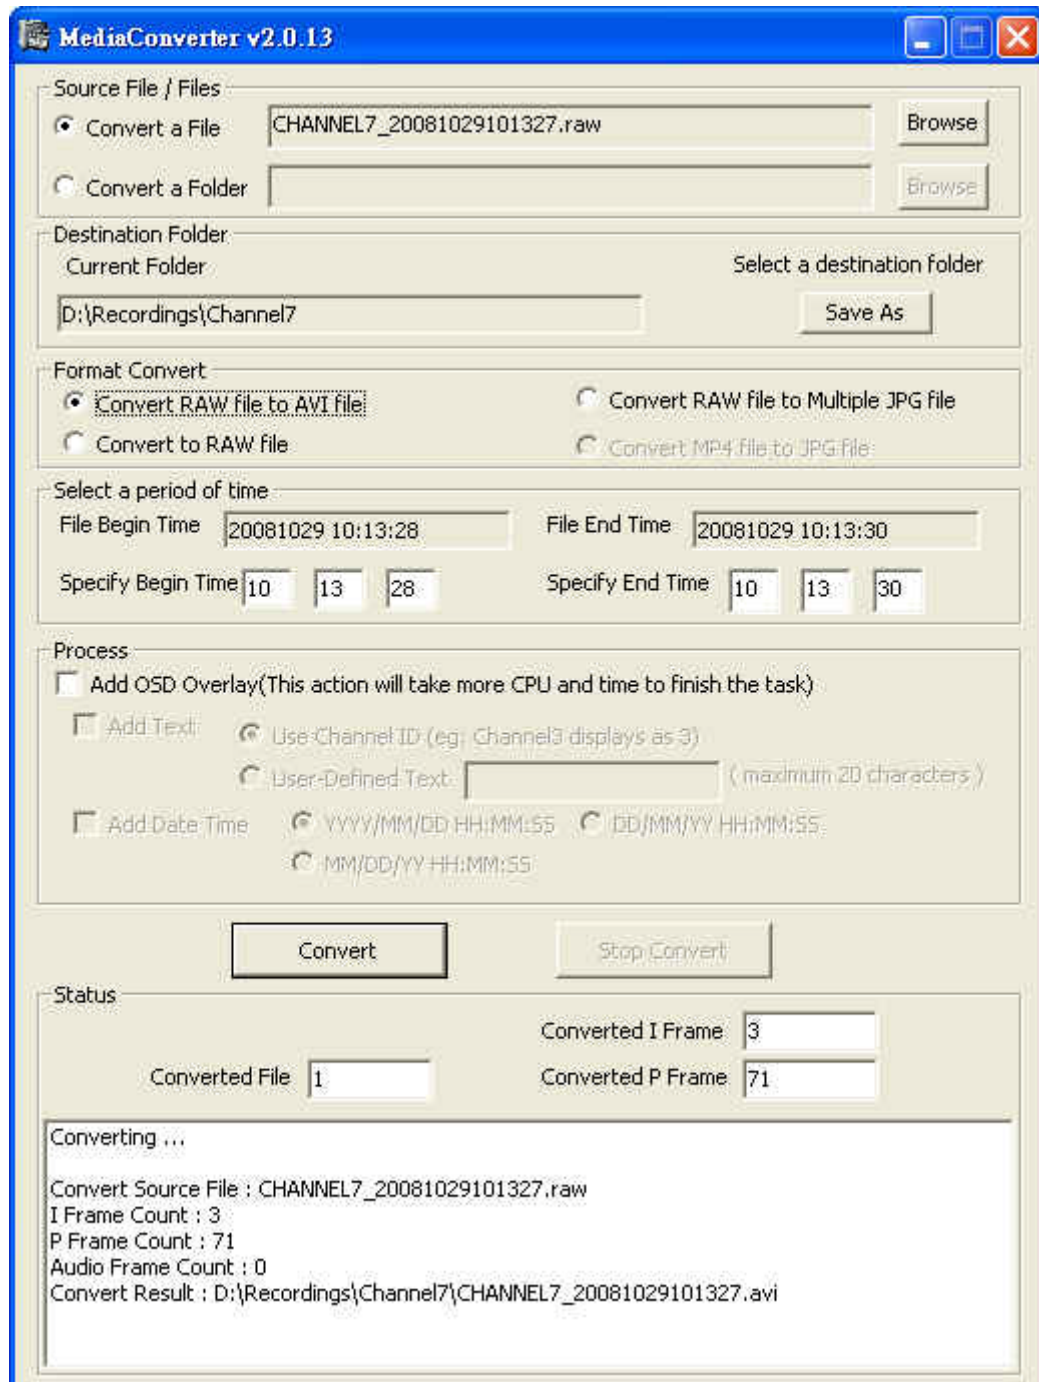 MediaConverter v2.0.13
Source File / Files
Convert a File CHANNEL7_20081029101327.raw Browse
Convert a Folder Browse
Destination Folder
Current Folder Select a destination folder
D:\Recordings\Channel7 Save As
Format Convert
Convert RAW file to AVI file Convert RAW file to Multiple JPG file
Convert to RAW file Convert MP4 file to JPG file
Select a period of time
File Begin Time 20081029 10:13:28 File End Time 20081029 10:13:30
Specify Begin Time 10 13 28 Specify End Time 10 13 30
Process
Add OSD Overlay(This action will take more CPU and time to finish the task)
Add Text Use Channel ID (eg: Channel3 displays as 3)
User-Defined Text ( maximum 20 characters )
Add Date Time YYYY/MM/DD HH:MM:SS DD/MM/YY HH:MM:SS
MM/DD/YY HH:MM:SS
Convert Stop Convert
Status
Converted I Frame 3
Converted File 1 Converted P Frame 71
Converting ...
Convert Source File : CHANNEL7_20081029101327.raw
I Frame Count : 3
P Frame Count : 71
Audio Frame Count : 0
Convert Result : D:\Recordings\Channel7\CHANNEL7_20081029101327.avi